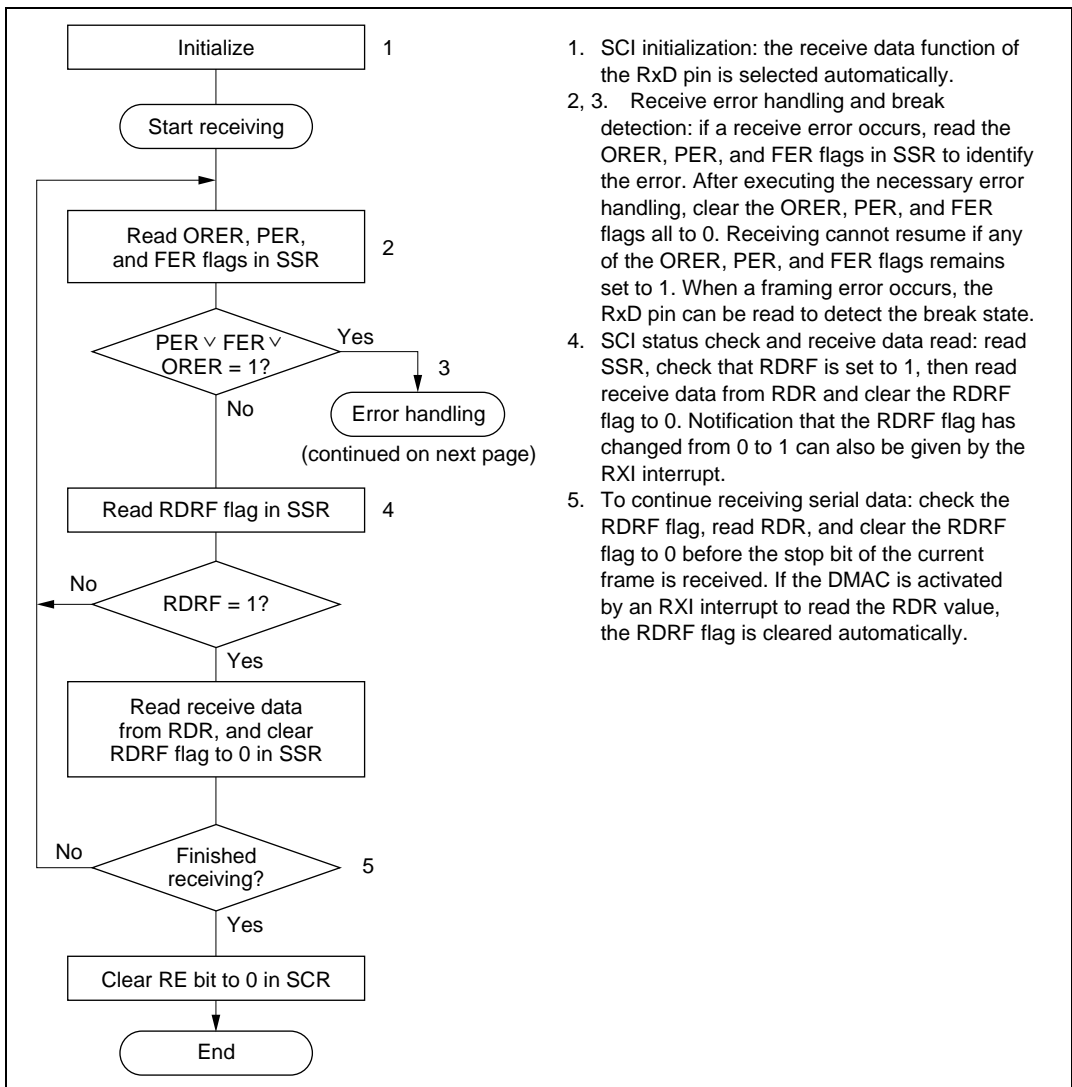 Initialize
1
Start receiving
Read ORER, PER,
and FER flags in SSR
2
PER ∨ FER ∨
ORER = 1?
Yes
3
No
Error handling
(continued on next page)
Read RDRF flag in SSR
4
No
RDRF = 1?
Yes
Read receive data
from RDR, and clear
RDRF flag to 0 in SSR
No
Finished
receiving?
5
Yes
Clear RE bit to 0 in SCR
End
1. SCI initialization: the receive data function of
the RxD pin is selected automatically.
2, 3. Receive error handling and break
detection: if a receive error occurs, read the
ORER, PER, and FER flags in SSR to identify
the error. After executing the necessary error
handling, clear the ORER, PER, and FER
flags all to 0. Receiving cannot resume if any
of the ORER, PER, and FER flags remains
set to 1. When a framing error occurs, the
RxD pin can be read to detect the break state.
4. SCI status check and receive data read: read
SSR, check that RDRF is set to 1, then read
receive data from RDR and clear the RDRF
flag to 0. Notification that the RDRF flag has
changed from 0 to 1 can also be given by the
RXI interrupt.
5. To continue receiving serial data: check the
RDRF flag, read RDR, and clear the RDRF
flag to 0 before the stop bit of the current
frame is received. If the DMAC is activated
by an RXI interrupt to read the RDR value,
the RDRF flag is cleared automatically.